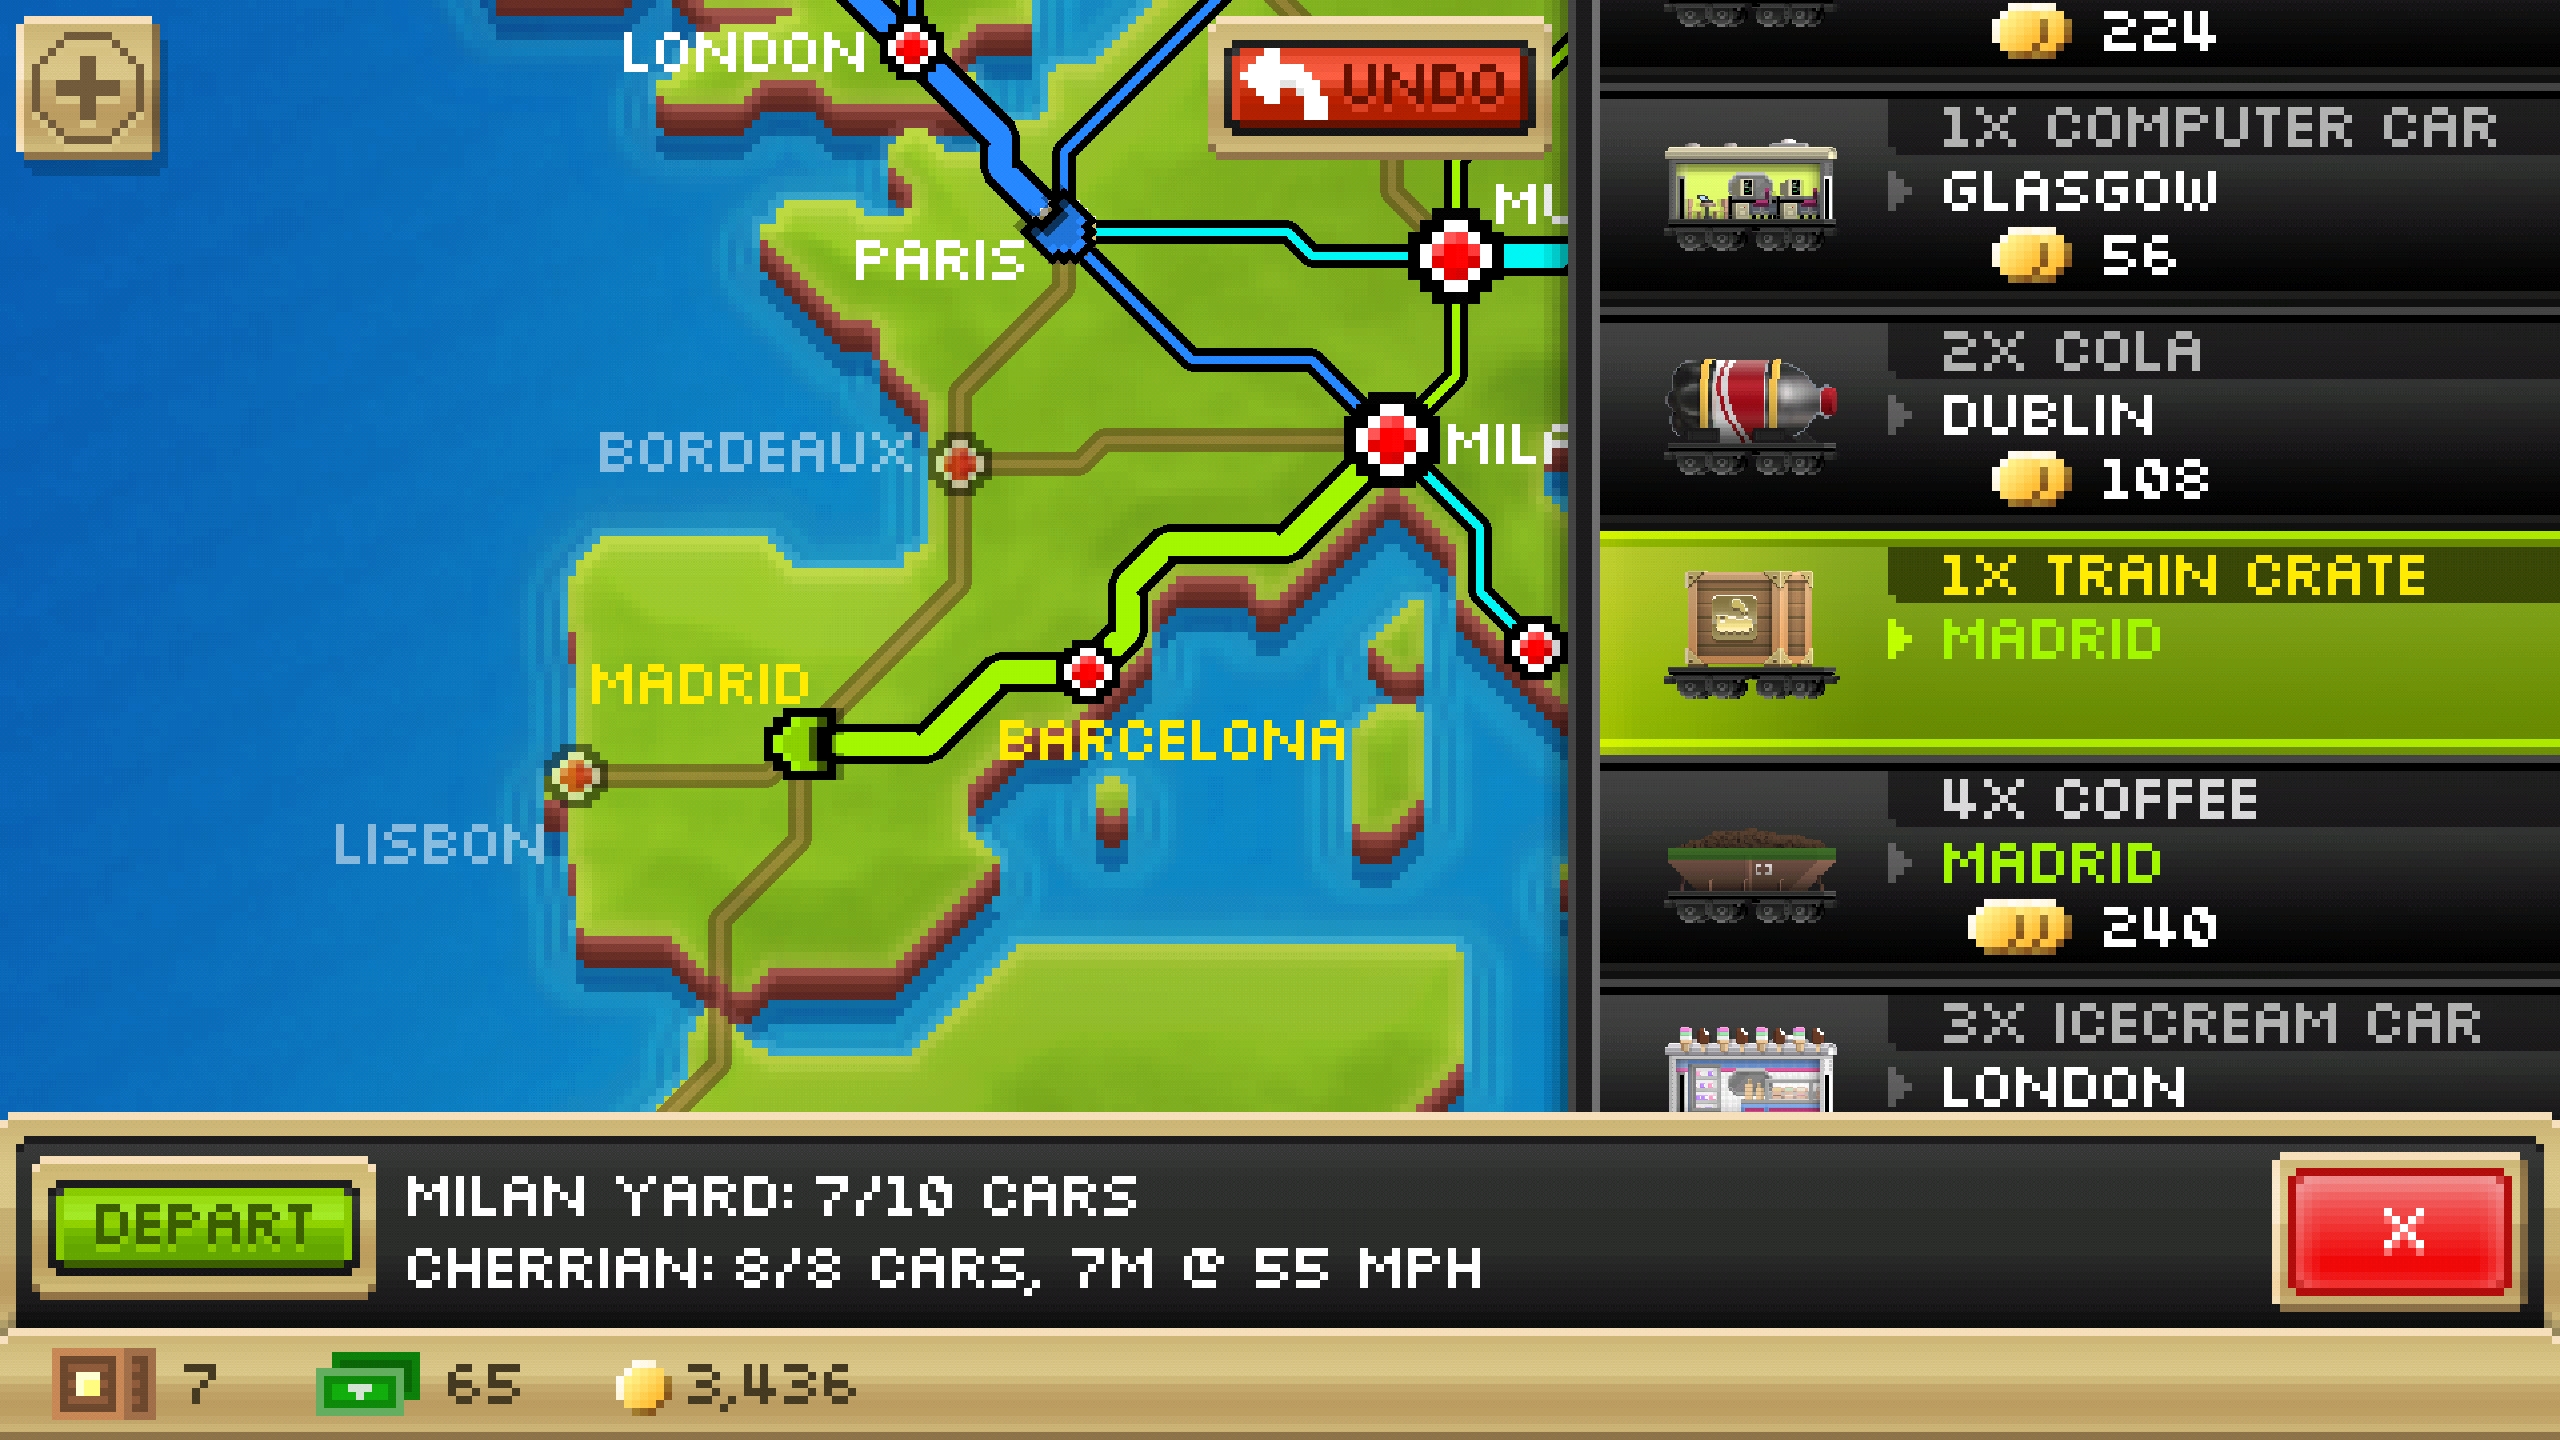 LONDON
UNDO
MU
PARIS
BORDEAUX
MILA
MADRID
BARCELONA
LISBON
224
1X COMPUTER CAR
GLASGOW
56
2X COLA
DUBLIN
108
1X TRAIN CRATE
MADRID
4X COFFEE
MADRID
240
3X ICECREAM CAR
LONDON
DEPART
MILAN YARD: 7/10 CARS
CHERRIAN: 8/8 CARS, 7M @ 55 MPH
X
7
65
3,436